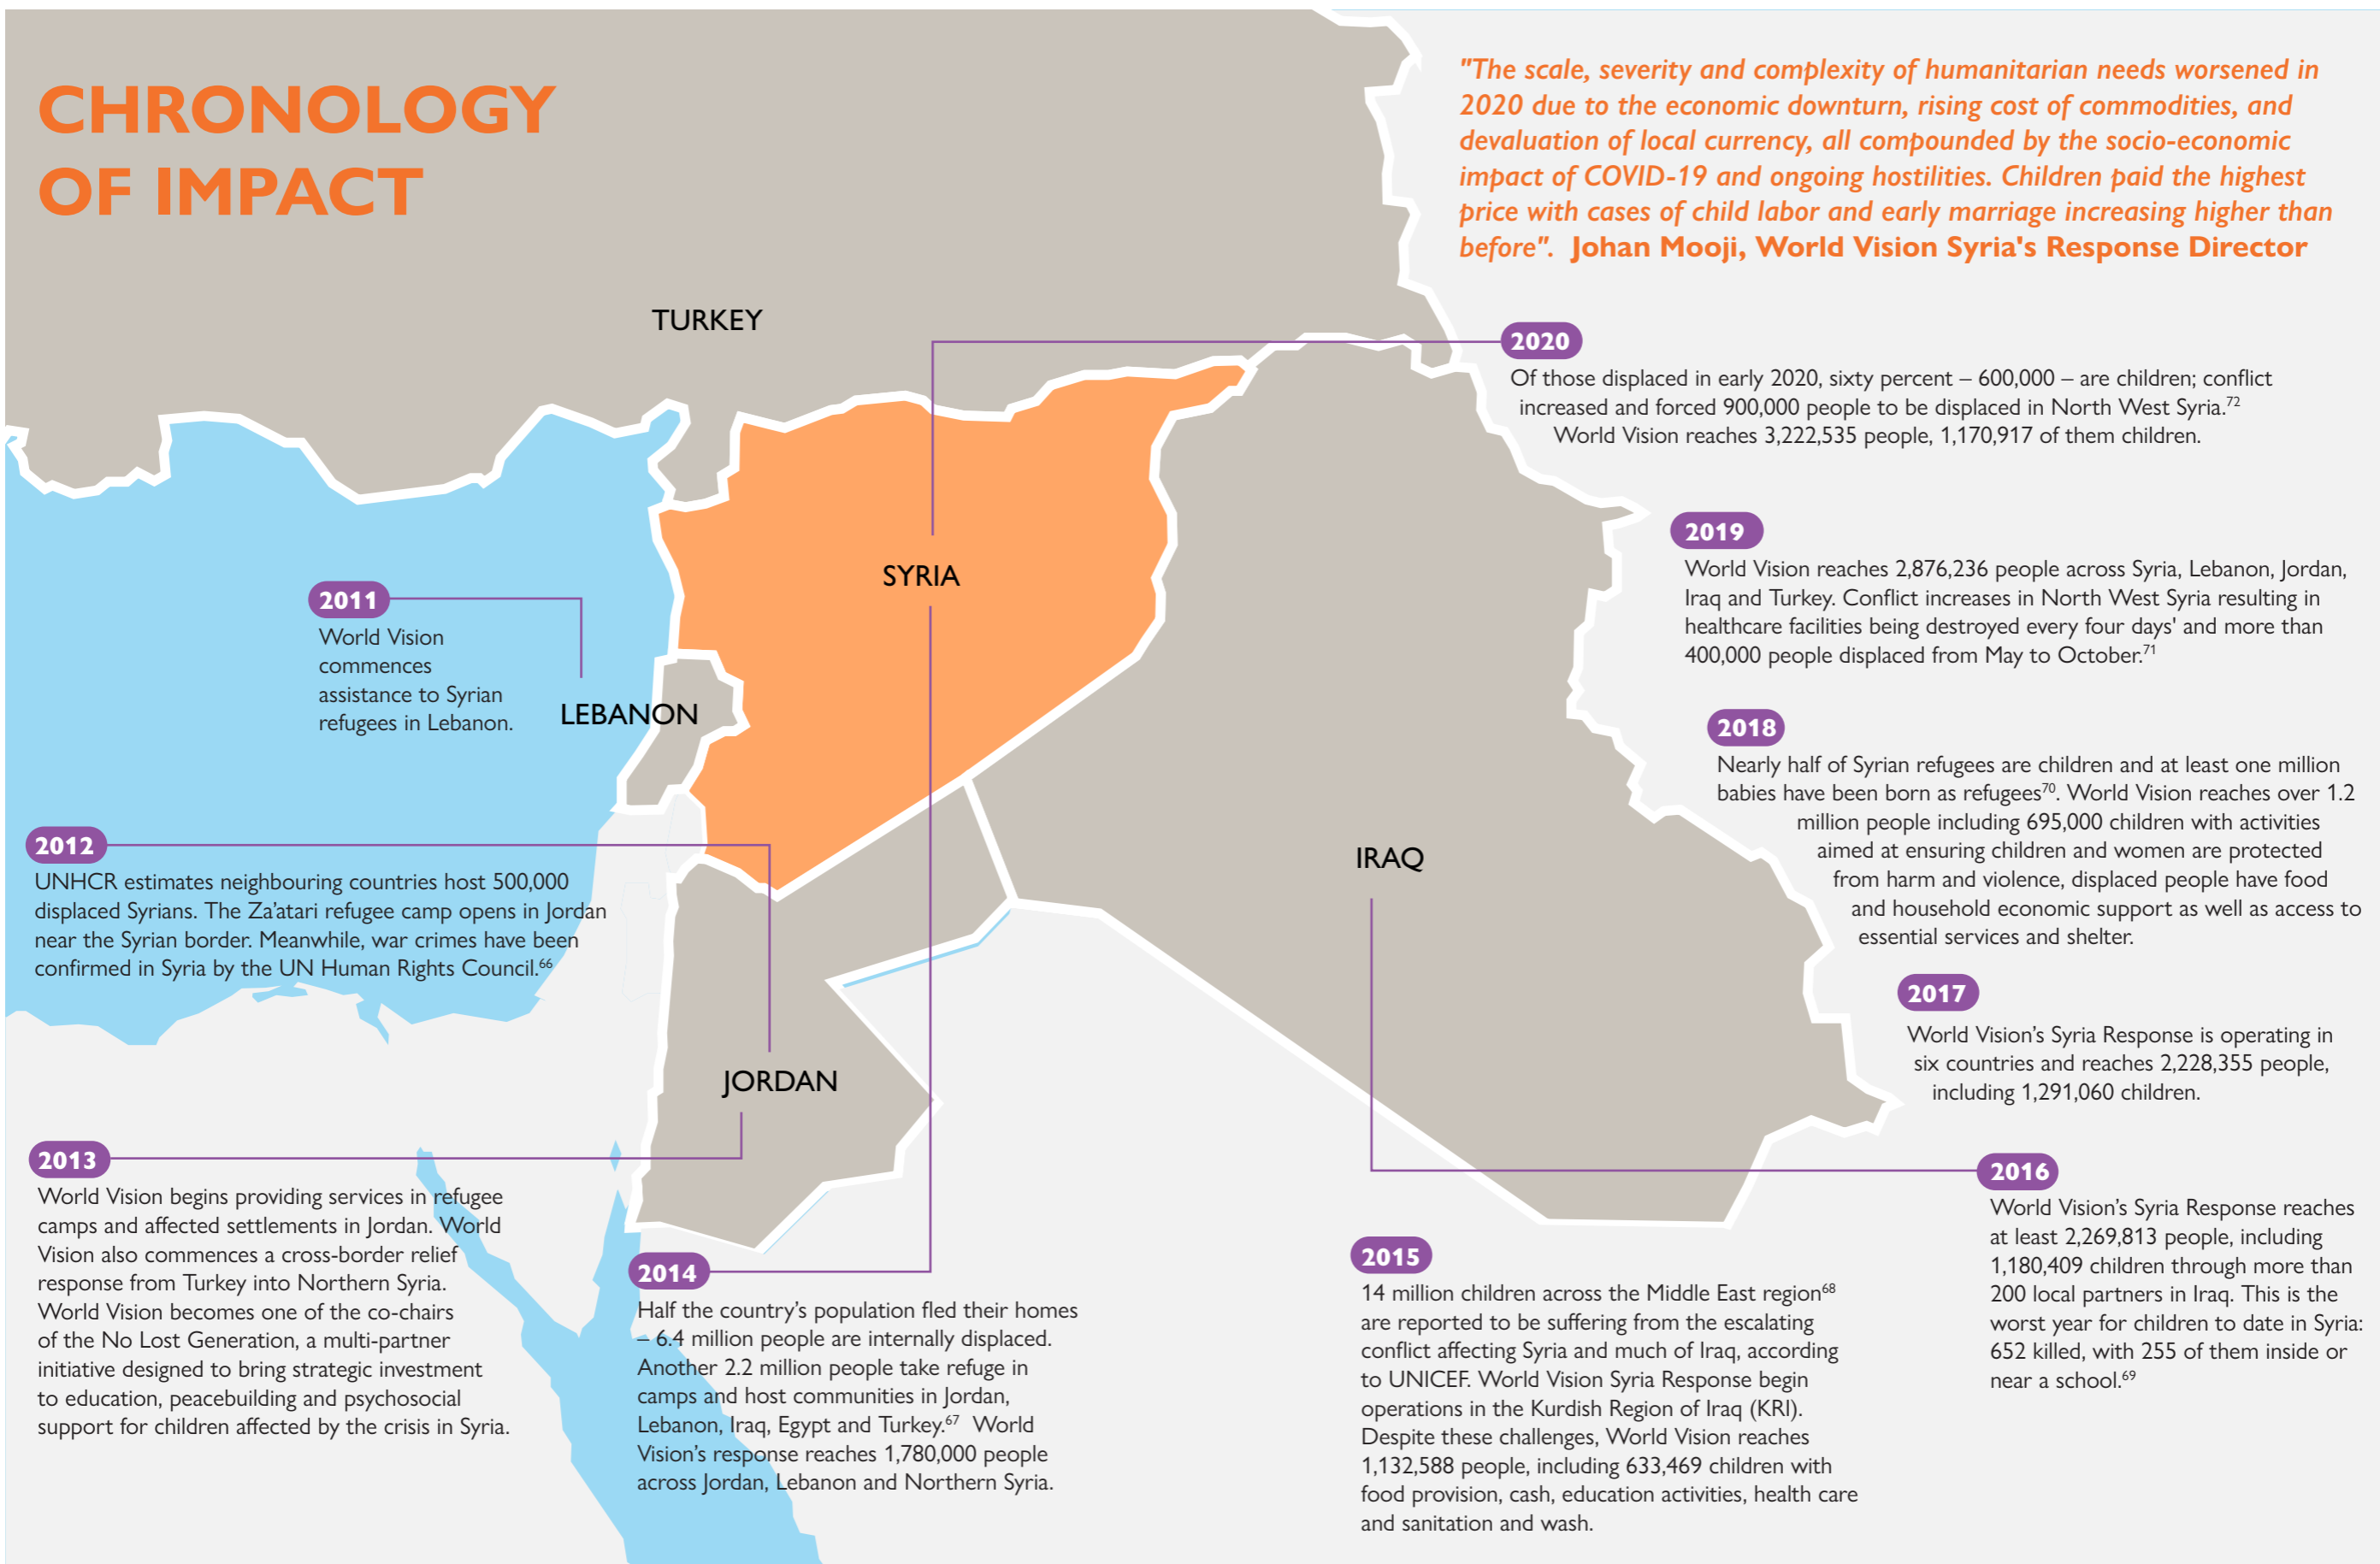 CHRONOLOGY
OF IMPACT
"The scale, severity and complexity of humanitarian needs worsened in
2020 due to the economic downturn, rising cost of commodities, and
devaluation of local currency, all compounded by the socio-economic
impact of COVID-19 and ongoing hostilities. Children paid the highest
price with cases of child labor and early marriage increasing higher than
before". Johan Mooji, World Vision Syria's Response Director
TURKEY
SYRIA
LEBANON
IRAQ
JORDAN
2011
World Vision
commences
assistance to Syrian
refugees in Lebanon.
2012
UNHCR estimates neighbouring countries host 500,000
displaced Syrians. The Za’atari refugee camp opens in Jordan
near the Syrian border. Meanwhile, war crimes have been
confirmed in Syria by the UN Human Rights Council.66
2013
World Vision begins providing services in refugee
camps and affected settlements in Jordan. World
Vision also commences a cross-border relief
response from Turkey into Northern Syria.
World Vision becomes one of the co-chairs
of the No Lost Generation, a multi-partner
initiative designed to bring strategic investment
to education, peacebuilding and psychosocial
support for children affected by the crisis in Syria.
2014
Half the country’s population fled their homes
– 6.4 million people are internally displaced.
Another 2.2 million people take refuge in
camps and host communities in Jordan,
Lebanon, Iraq, Egypt and Turkey.67 World
Vision’s response reaches 1,780,000 people
across Jordan, Lebanon and Northern Syria.
2015
14 million children across the Middle East region68
are reported to be suffering from the escalating
conflict affecting Syria and much of Iraq, according
to UNICEF. World Vision Syria Response begin
operations in the Kurdish Region of Iraq (KRI).
Despite these challenges, World Vision reaches
1,132,588 people, including 633,469 children with
food provision, cash, education activities, health care
and sanitation and wash.
2016
World Vision’s Syria Response reaches
at least 2,269,813 people, including
1,180,409 children through more than
200 local partners in Iraq. This is the
worst year for children to date in Syria:
652 killed, with 255 of them inside or
near a school.69
2017
World Vision’s Syria Response is operating in
six countries and reaches 2,228,355 people,
including 1,291,060 children.
2018
Nearly half of Syrian refugees are children and at least one million
babies have been born as refugees70. World Vision reaches over 1.2
million people including 695,000 children with activities
aimed at ensuring children and women are protected
from harm and violence, displaced people have food
and household economic support as well as access to
essential services and shelter.
2019
World Vision reaches 2,876,236 people across Syria, Lebanon, Jordan,
Iraq and Turkey. Conflict increases in North West Syria resulting in
healthcare facilities being destroyed every four days' and more than
400,000 people displaced from May to October.71
2020
Of those displaced in early 2020, sixty percent – 600,000 – are children; conflict
increased and forced 900,000 people to be displaced in North West Syria.72
World Vision reaches 3,222,535 people, 1,170,917 of them children.